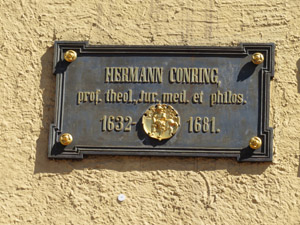 HERMANN CONRING,
prof. theol., Jur. med. et philos.
1632-1681.